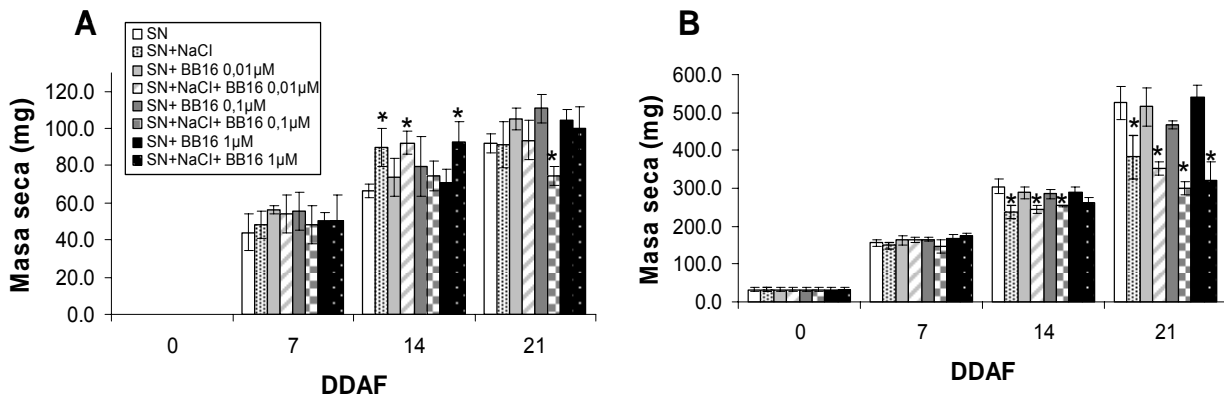 A
SN
SN+NaCl
SN+ BB16 0,01µM
SN+NaCl+ BB16 0,01µM
SN+ BB16 0,1µM
SN+NaCl+ BB16 0,1µM
SN+ BB16 1µM
SN+NaCl+ BB16 1µM
Masa seca (mg)
120.0
100.0
80.0
60.0
40.0
20.0
0.0
* * * *
0 7 14 21
DDAF
B
Masa seca (mg)
600.0
500.0
400.0
300.0
200.0
100.0
0.0
* * * * * * *
0 7 14 21
DDAF